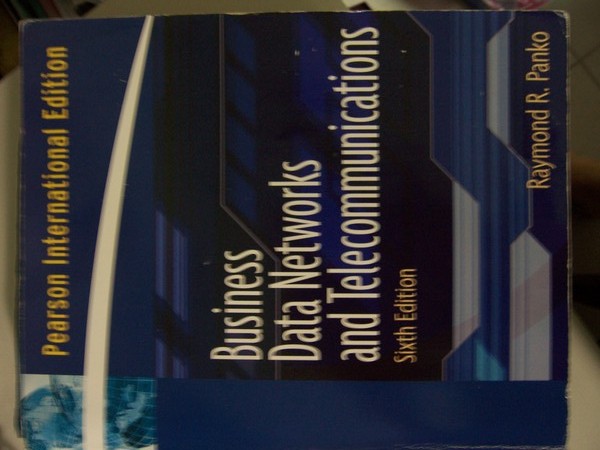 Pearson International Edition
Business
Data Networks
and Telecommunications
Sixth Edition
Raymond R. Panko